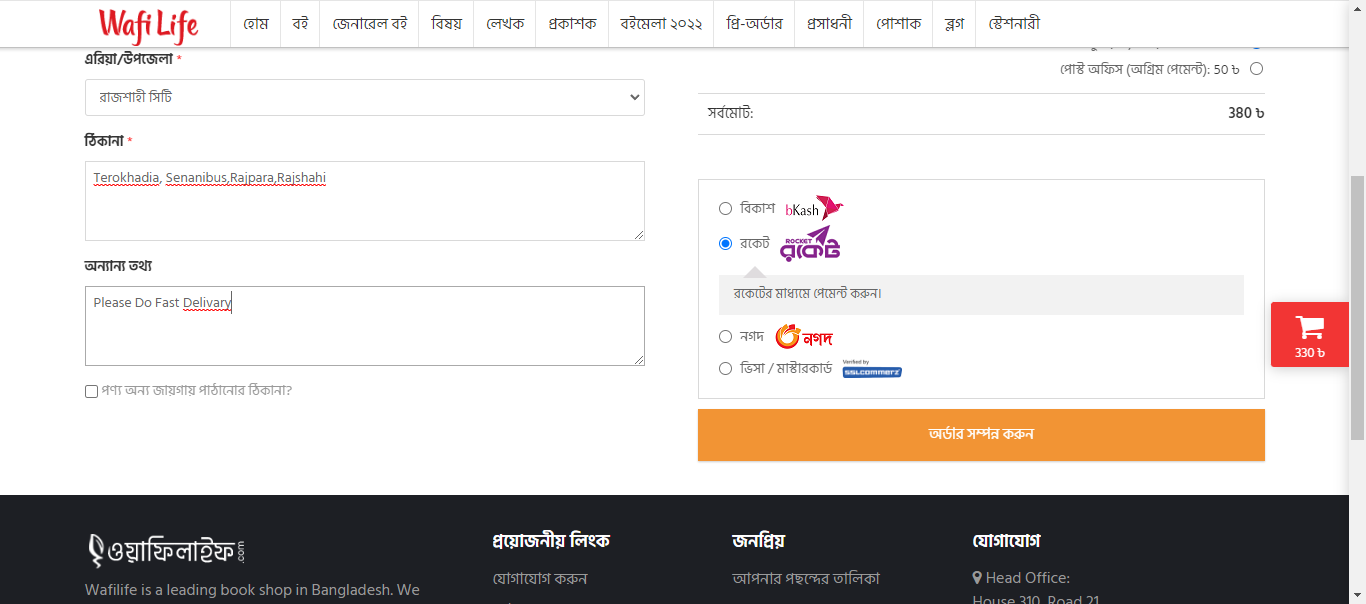 Wafi Life
হোম
বই
জেনারেল বই
বিষয়
লেখক
প্রকাশক
বইমেলা ২০২২
প্রি-অর্ডার
প্রসাধনী
পোশাক
ব্লগ
স্টেশনারী
এরিয়া/উপজেলা *
রাজশাহী সিটি
ঠিকানা *
Terokhadia, Senanibus,Rajpara,Rajshahi
অন্যান্য তথ্য
Please Do Fast Delivary
পণ্য অন্য জায়গায় পাঠানোর ঠিকানা?
পোস্ট অফিস (অগ্রিম পেমেন্ট): 50 ৳
সর্বমোট: 380 ৳
বিকাশ bKash
রকেট ROCKET রকেট
রকেটের মাধ্যমে পেমেন্ট করুন।
নগদ নগদ
ভিসা / মাস্টারকার্ড Verified by SSLCOMMERZ
330 ৳
অর্ডার সম্পন্ন করুন
ওয়াফিলাইফ.com
Wafilife is a leading book shop in Bangladesh. We
প্রয়োজনীয় লিংক
যোগাযোগ করুন
জনপ্রিয়
আপনার পছন্দের তালিকা
যোগাযোগ
Head Office:
House 310, Road 21